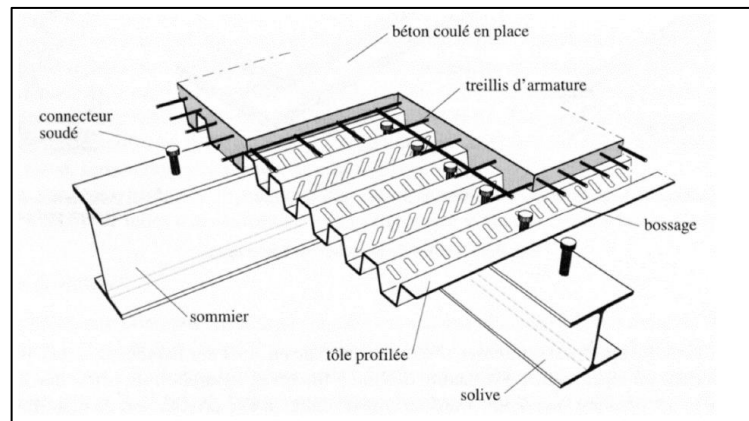 béton coulé en place
treillis d'armature
connecteur
soudé
bossage
sommier
tôle profilée
solive